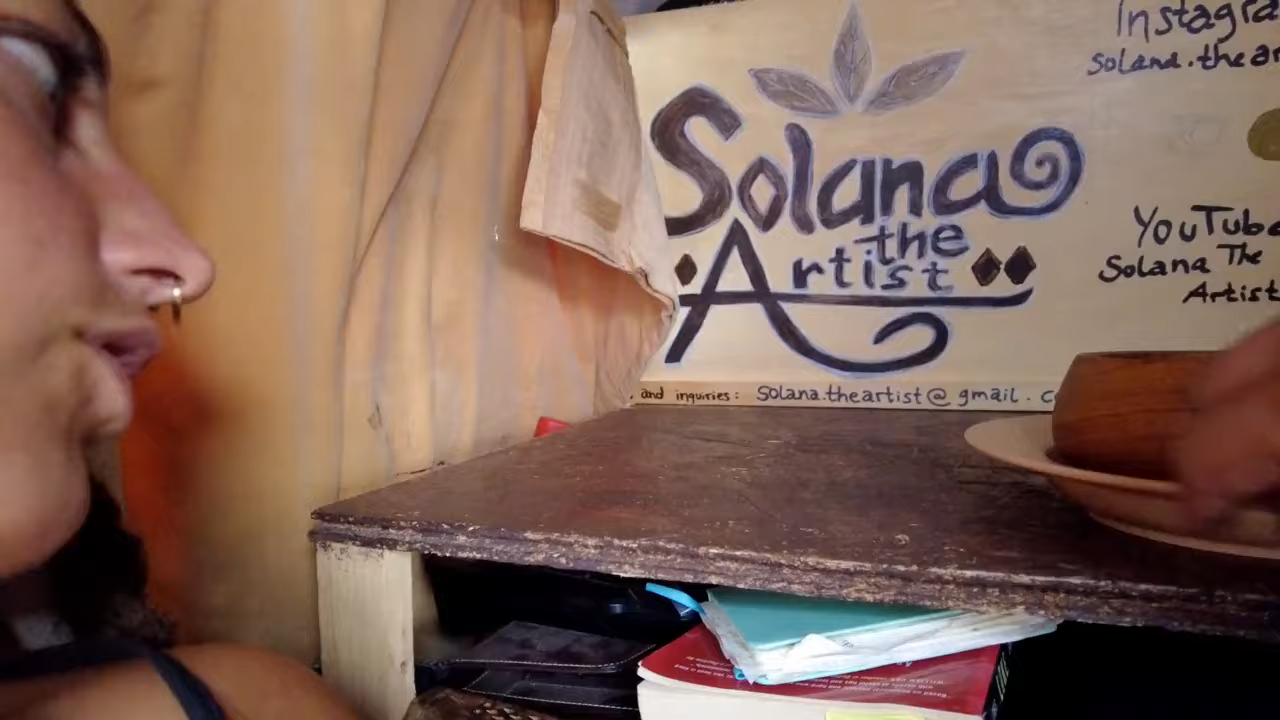 Instagra
Solana.thear
Solana
the
Artist
YouTube
Solana The
Artist
and inquiries: Solana.theartist@gmail.c